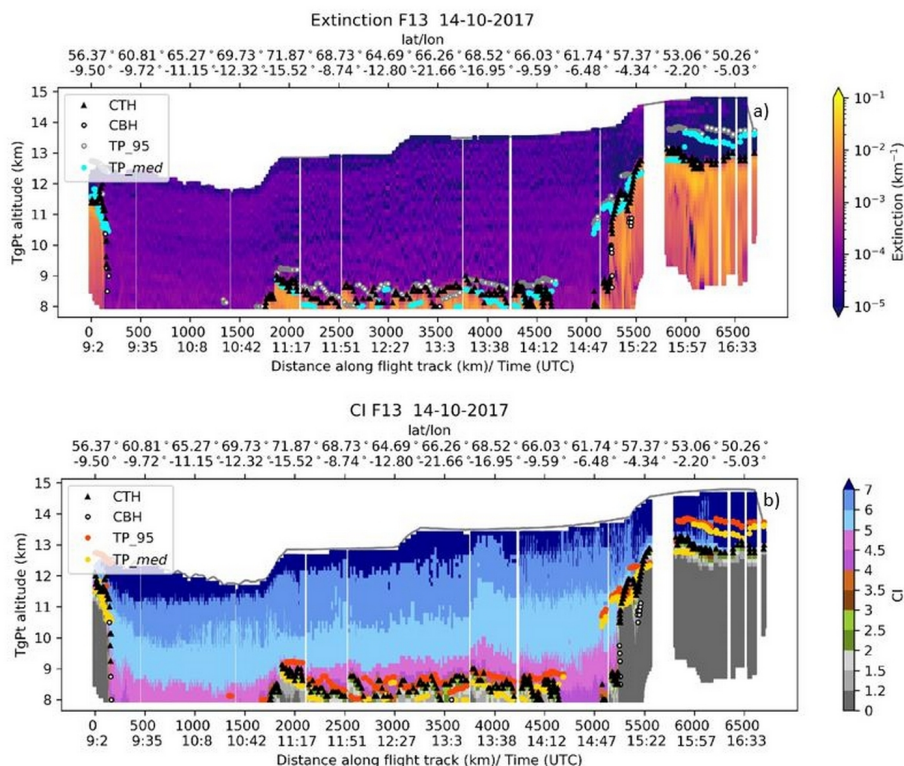 Extinction F13 14-10-2017
lat/lon
56.37° 60.81° 65.27° 69.73° 71.87° 68.73° 64.69° 66.26° 68.52° 66.03° 61.74° 57.37° 53.06° 50.26°
-9.50° -9.72° -11.15° -12.32° -15.52° -8.74° -12.80° -21.66° -16.95° -9.59° -6.48° -4.34° -2.20° -5.03°
a)
CTH
CBH
TP_95
TP_med
TgPt altitude (km)
15
14
13
12
11
10
9
8
0 500 1000 1500 2000 2500 3000 3500 4000 4500 5000 5500 6000 6500
9:2 9:35 10:8 10:42 11:17 11:51 12:27 13:3 13:38 14:12 14:47 15:22 15:57 16:33
Distance along flight track (km)/ Time (UTC)
10⁻¹
10⁻²
10⁻³
10⁻⁴
10⁻⁵
Extinction (km⁻¹)
CI F13 14-10-2017
lat/lon
56.37° 60.81° 65.27° 69.73° 71.87° 68.73° 64.69° 66.26° 68.52° 66.03° 61.74° 57.37° 53.06° 50.26°
-9.50° -9.72° -11.15° -12.32° -15.52° -8.74° -12.80° -21.66° -16.95° -9.59° -6.48° -4.34° -2.20° -5.03°
b)
CTH
CBH
TP_95
TP_med
TgPt altitude (km)
15
14
13
12
11
10
9
8
0 500 1000 1500 2000 2500 3000 3500 4000 4500 5000 5500 6000 6500
9:2 9:35 10:8 10:42 11:17 11:51 12:27 13:3 13:38 14:12 14:47 15:22 15:57 16:33
Distance along flight track (km)/ Time (UTC)
7
6
5
4.5
4
3.5
3
2.5
2
1.5
1.2
0
CI